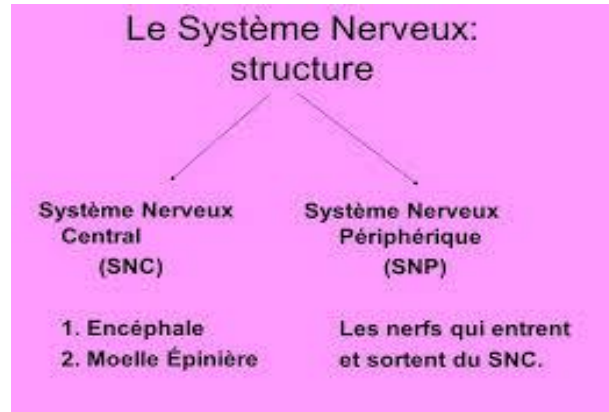 Le Système Nerveux:
structure
Système Nerveux
Central
(SNC)
1. Encéphale
2. Moelle Épinière
Système Nerveux
Périphérique
(SNP)
Les nerfs qui entrent
et sortent du SNC.